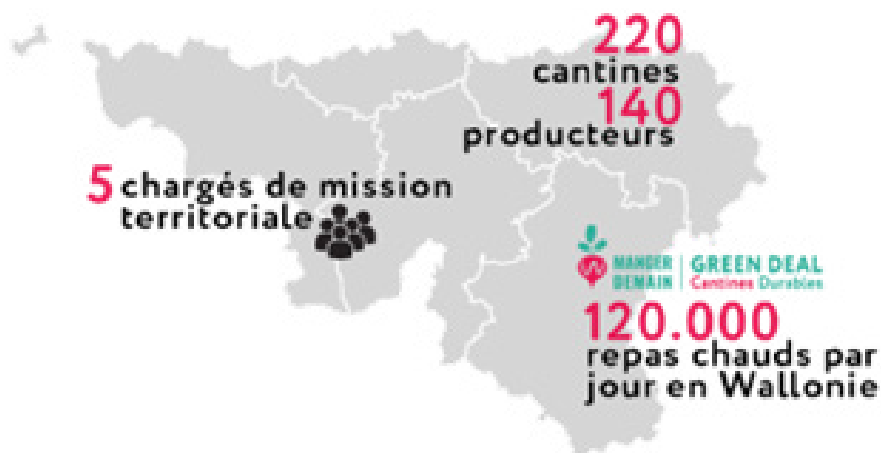 220
cantines
140
producteurs
5 chargés de mission
territoriale
MANGER
DEMAIN
GREEN DEAL
Cantines Durables
120.000
repas chauds par
jour en Wallonie